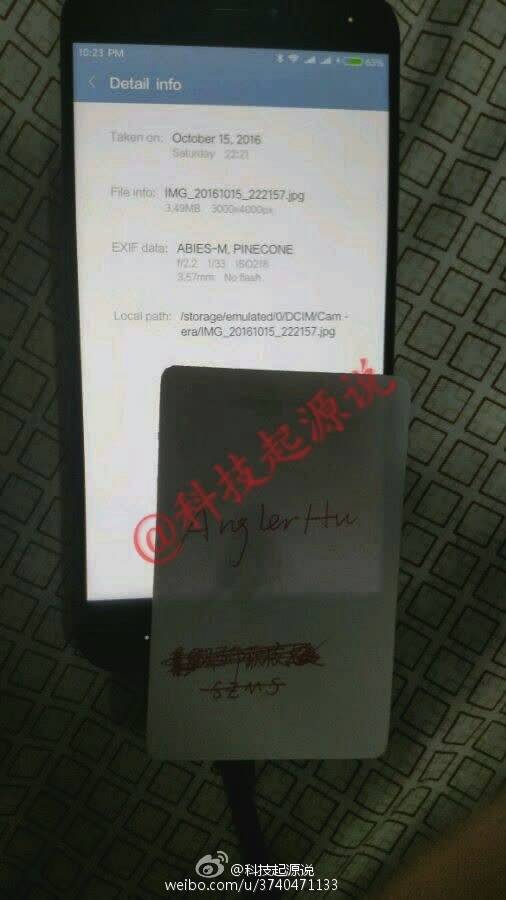 10:23 PM
63%
Detail info
Taken on: October 15, 2016
Saturday 22:21
File info: IMG_20161015_222157.jpg
3.49MB 3000x4000px
EXIF data: ABIES-M, PINECONE
f/2.2 1/33 ISO218
3.57mm No flash
Local path: /storage/emulated/0/DCIM/Cam-
era/IMG_20161015_222157.jpg
@科技起源说
AnglerHu
SZMS
@科技起源说
weibo.com/u/3740471133